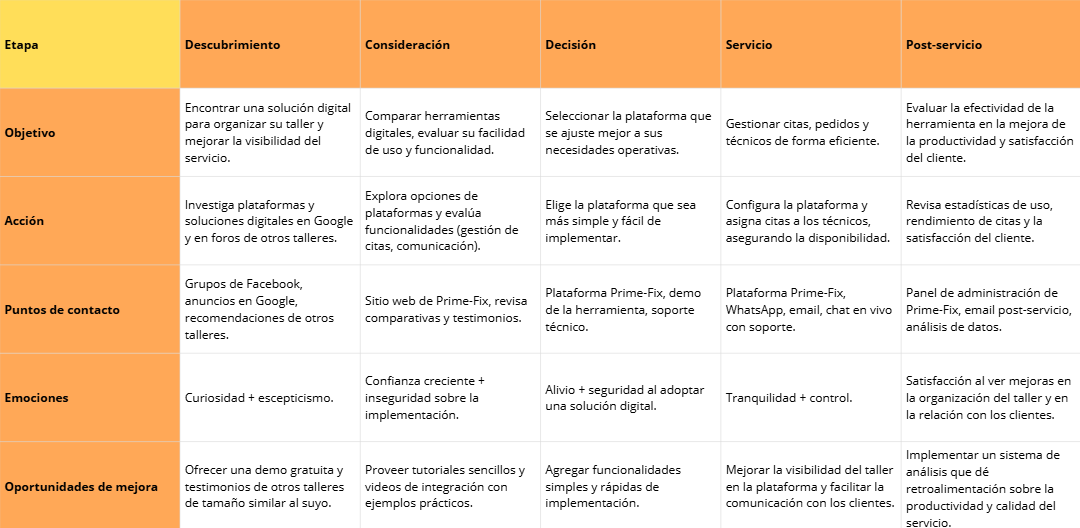 Etapa
Descubrimiento
Consideración
Decisión
Servicio
Post-servicio
Objetivo
Encontrar una solución digital
para organizar su taller y
mejorar la visibilidad del
servicio.
Comparar herramientas
digitales, evaluar su facilidad
de uso y funcionalidad.
Seleccionar la plataforma que
se ajuste mejor a sus
necesidades operativas.
Gestionar citas, pedidos y
técnicos de forma eficiente.
Evaluar la efectividad de la
herramienta en la mejora de
la productividad y satisfacción
del cliente.
Acción
Investiga plataformas y
soluciones digitales en Google
y en foros de otros talleres.
Explora opciones de
plataformas y evalúa
funcionalidades (gestión de
citas, comunicación).
Elige la plataforma que sea
más simple y fácil de
implementar.
Configura la plataforma y
asigna citas a los técnicos,
asegurando la disponibilidad.
Revisa estadísticas de uso,
rendimiento de citas y la
satisfacción del cliente.
Puntos de contacto
Grupos de Facebook,
anuncios en Google,
recomendaciones de otros
talleres.
Sitio web de Prime-Fix, revisa
comparativas y testimonios.
Plataforma Prime-Fix, demo
de la herramienta, soporte
técnico.
Plataforma Prime-Fix,
WhatsApp, email, chat en vivo
con soporte.
Panel de administración de
Prime-Fix, email post-servicio,
análisis de datos.
Emociones
Curiosidad + escepticismo.
Confianza creciente +
inseguridad sobre la
implementación.
Alivio + seguridad al adoptar
una solución digital.
Tranquilidad + control.
Satisfacción al ver mejoras en
la organización del taller y en
la relación con los clientes.
Oportunidades de mejora
Ofrecer una demo gratuita y
testimonios de otros talleres
de tamaño similar al suyo.
Proveer tutoriales sencillos y
videos de integración con
ejemplos prácticos.
Agregar funcionalidades
simples y rápidas de
implementación.
Mejorar la visibilidad del taller
en la plataforma y facilitar la
comunicación con los clientes.
Implementar un sistema de
análisis que dé
retroalimentación sobre la
productividad y calidad del
servicio.